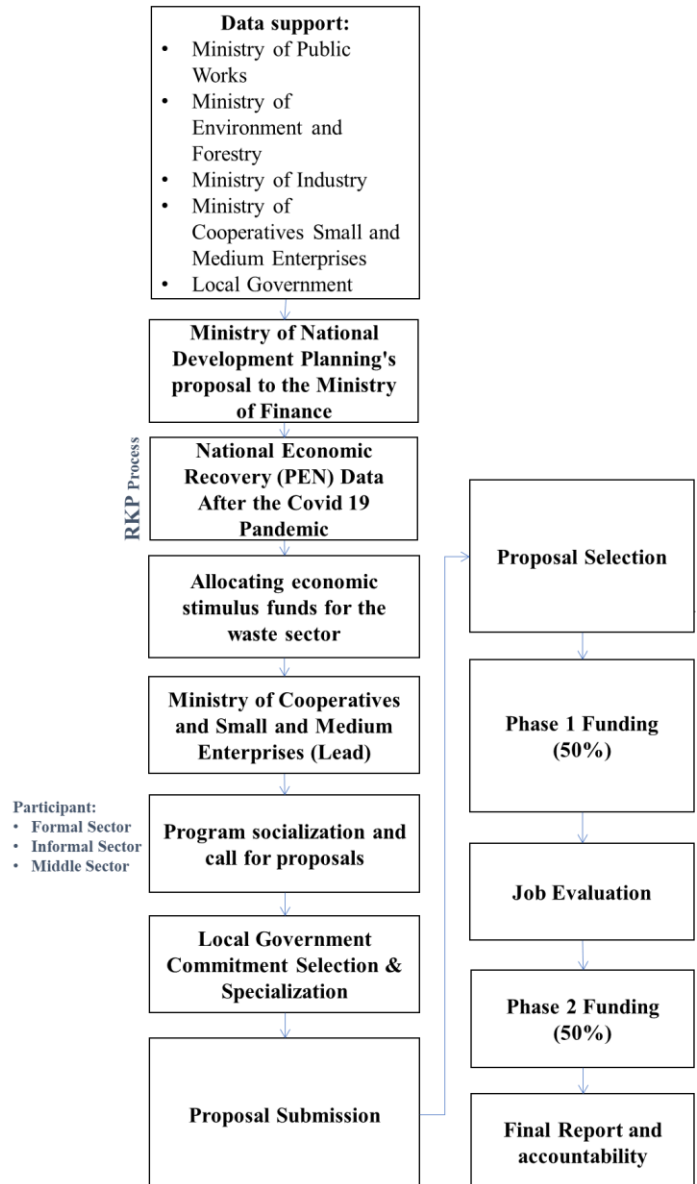 Data support:
• Ministry of Public
Works
• Ministry of
Environment and
Forestry
• Ministry of Industry
• Ministry of
Cooperatives Small and
Medium Enterprises
• Local Government
Ministry of National
Development Planning's
proposal to the Ministry
of Finance
RKP Process
National Economic
Recovery (PEN) Data
After the Covid 19
Pandemic
Allocating economic
stimulus funds for the
waste sector
Ministry of Cooperatives
and Small and Medium
Enterprises (Lead)
Participant:
• Formal Sector
• Informal Sector
• Middle Sector
Program socialization and
call for proposals
Local Government
Commitment Selection &
Specialization
Proposal Submission
Proposal Selection
Phase 1 Funding
(50%)
Job Evaluation
Phase 2 Funding
(50%)
Final Report and
accountability